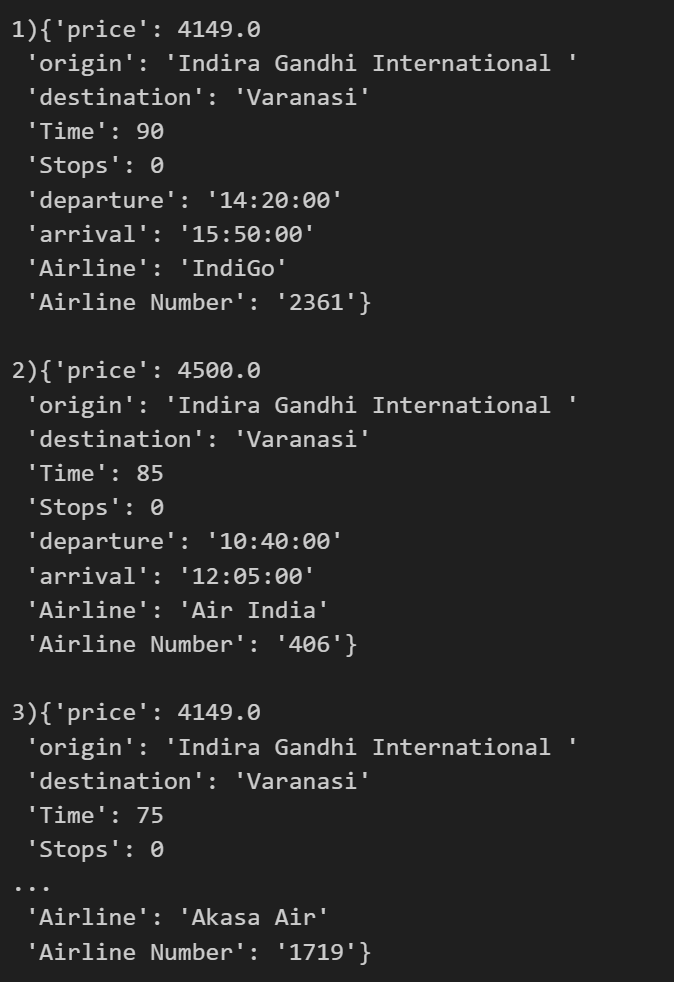 1){'price': 4149.0
'origin': 'Indira Gandhi International '
'destination': 'Varanasi'
'Time': 90
'Stops': 0
'departure': '14:20:00'
'arrival': '15:50:00'
'Airline': 'IndiGo'
'Airline Number': '2361'}
2){'price': 4500.0
'origin': 'Indira Gandhi International '
'destination': 'Varanasi'
'Time': 85
'Stops': 0
'departure': '10:40:00'
'arrival': '12:05:00'
'Airline': 'Air India'
'Airline Number': '406'}
3){'price': 4149.0
'origin': 'Indira Gandhi International '
'destination': 'Varanasi'
'Time': 75
'Stops': 0
...
'Airline': 'Akasa Air'
'Airline Number': '1719'}